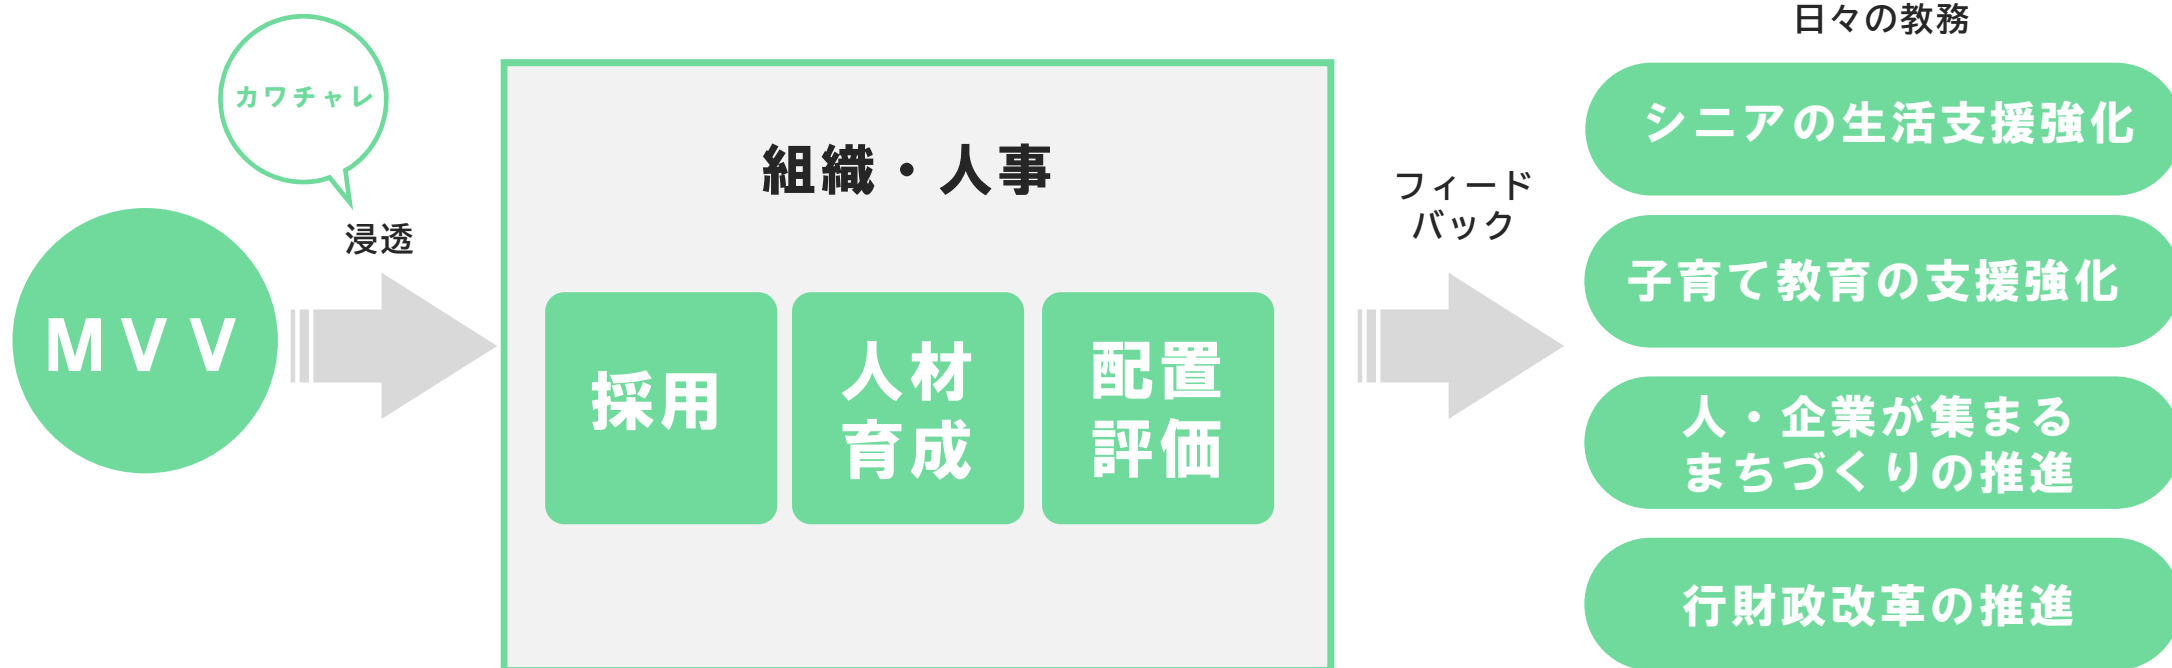 カワチャレ
MVV
浸透
組織・人事
採用
人材
育成
配置
評価
フィード
バック
日々の教務
シニアの生活支援強化
子育て教育の支援強化
人・企業が集まる
まちづくりの推進
行財政改革の推進